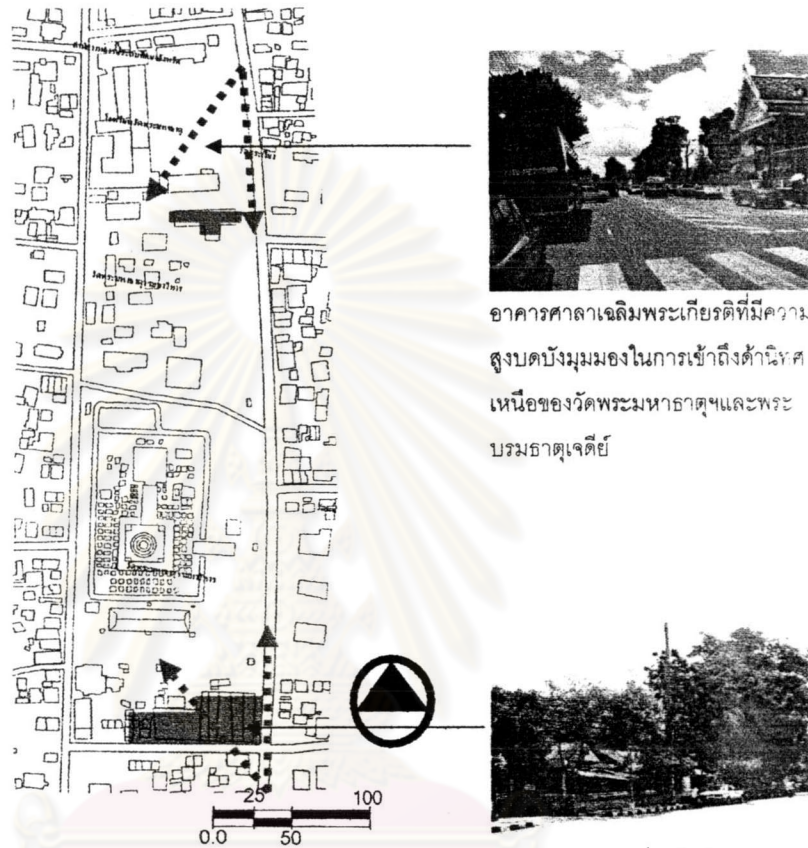 อาคารศาลาเฉลิมพระเกียรติที่มีความ
สูงบดบังมุมมองในการเข้าถึงด้านทิศ
เหนือของวัดพระมหาธาตุฯและพระ
บรมธาตุเจดีย์
25 100
0.0 50